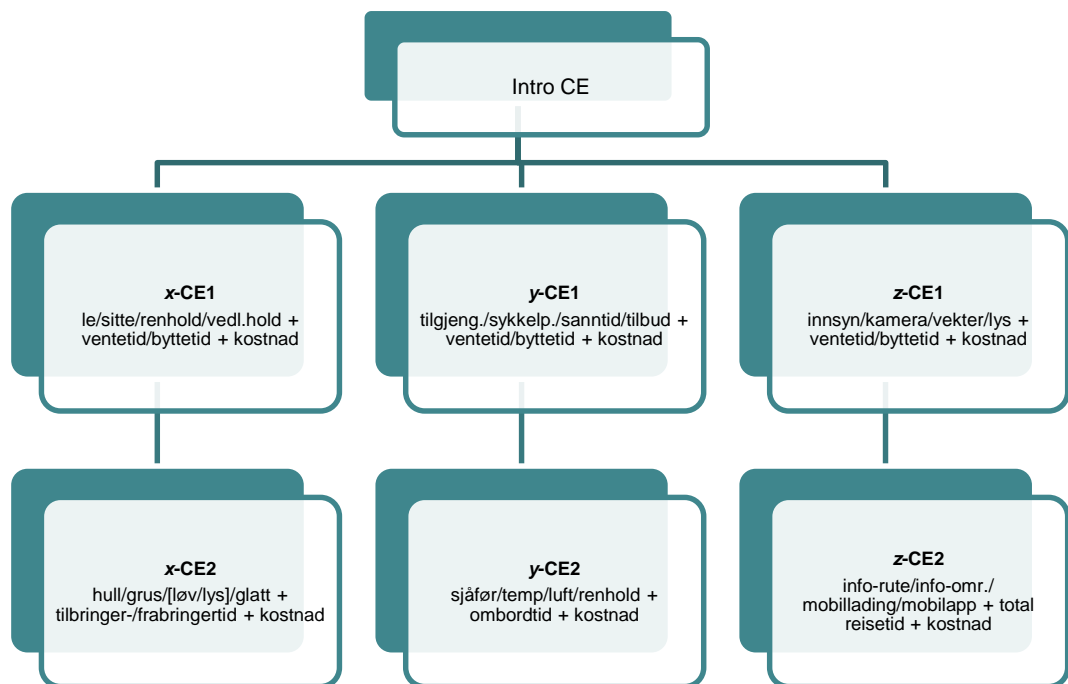 Intro CE
x-CE1
le/sitte/renhold/vedl.hold +
ventetid/byttetid + kostnad
y-CE1
tilgjeng./sykkelp./sanntid/tilbud +
ventetid/byttetid + kostnad
z-CE1
innsyn/kamera/vekter/lys +
ventetid/byttetid + kostnad
x-CE2
hull/grus/[løv/lys]/glatt +
tilbringer-/frabringertid + kostnad
y-CE2
sjåfør/temp/luft/renhold +
ombordtid + kostnad
z-CE2
info-rute/info-omr./
mobillading/mobilapp + total
reisetid + kostnad